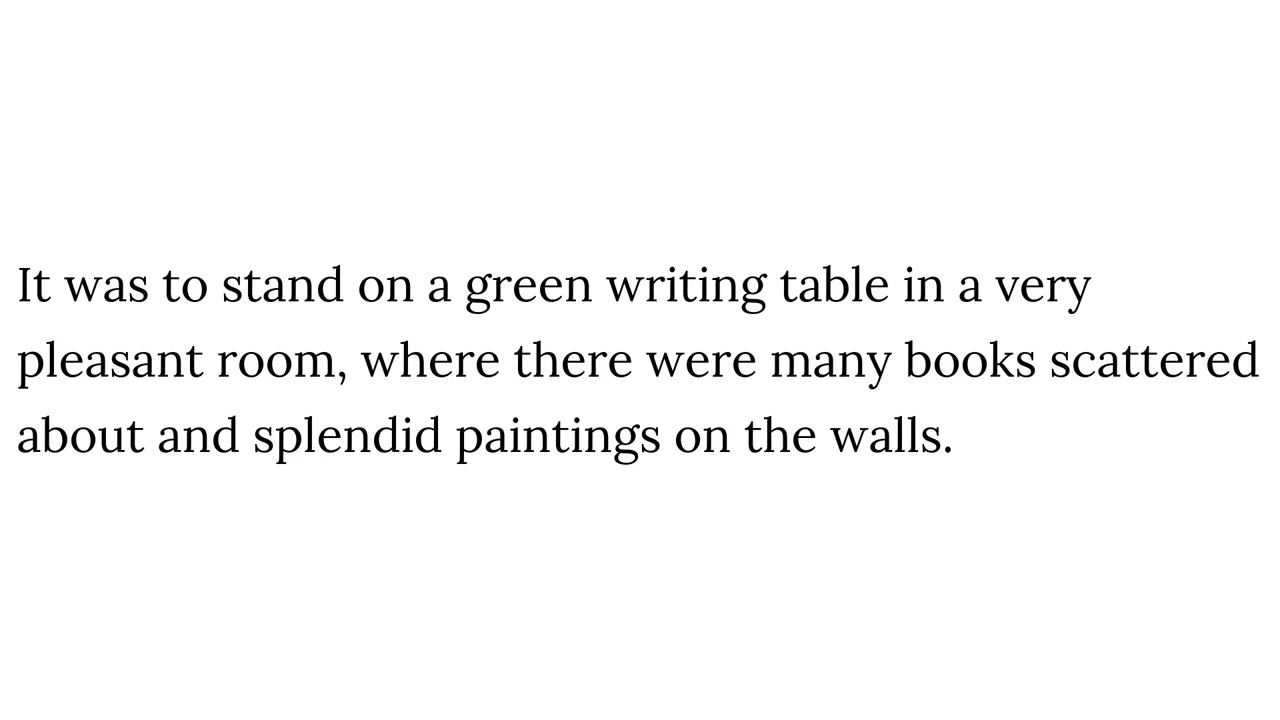 It was to stand on a green writing table in a very
pleasant room, where there were many books scattered
about and splendid paintings on the walls.